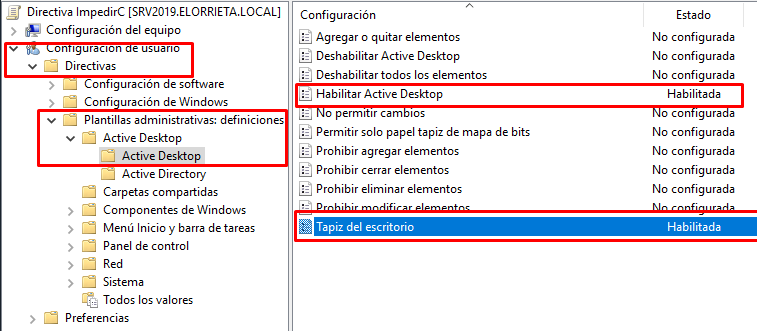 Directiva ImpedirC [SRV2019.ELORRIETA.LOCAL]
Configuración del equipo
Configuración de usuario
Directivas
Configuración de software
Configuración de Windows
Plantillas administrativas: definiciones
Active Desktop
Active Desktop
Active Directory
Carpetas compartidas
Componentes de Windows
Menú Inicio y barra de tareas
Panel de control
Red
Sistema
Todos los valores
Preferencias
Configuración Estado
Agregar o quitar elementos No configurada
Deshabilitar Active Desktop No configurada
Deshabilitar todos los elementos No configurada
Habilitar Active Desktop Habilitada
No permitir cambios No configurada
Permitir solo papel tapiz de mapa de bits No configurada
Prohibir agregar elementos No configurada
Prohibir cerrar elementos No configurada
Prohibir eliminar elementos No configurada
Prohibir modificar elementos No configurada
Tapiz del escritorio Habilitada